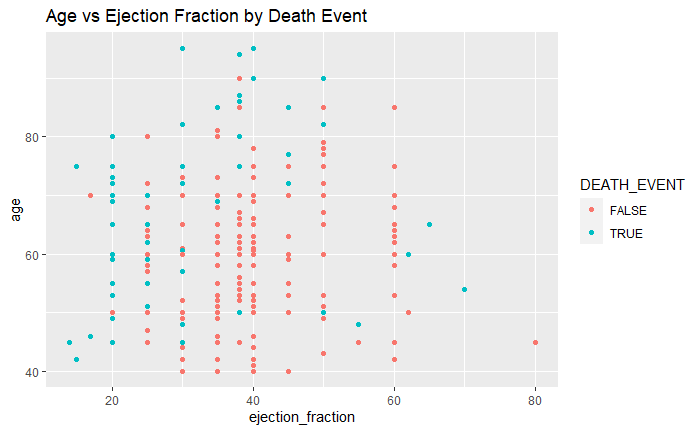 Age vs Ejection Fraction by Death Event
80
60
40
age
20
40
60
80
ejection_fraction
DEATH_EVENT
FALSE
TRUE